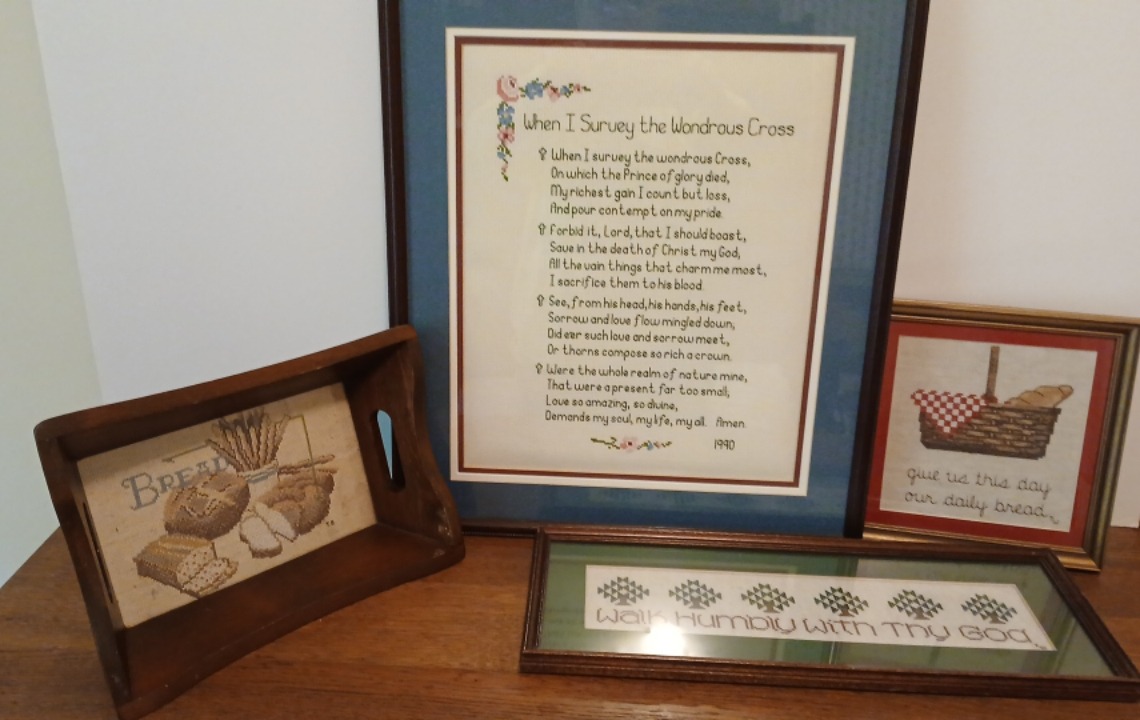 When I Survey the Wondrous Cross
When I survey the wondrous Cross,
On which the Prince of glory died,
My richest gain I count but loss,
And pour contempt on my pride.
Forbid it, Lord, that I should boast,
Save in the death of Christ my God,
All the vain things that charm me most,
I sacrifice them to his blood.
See, from his head, his hands, his feet,
Sorrow and love flow mingled down,
Did e'er such love and sorrow meet,
Or thorns compose so rich a crown.
Were the whole realm of nature mine,
That were a present far too small,
Love so amazing, so divine,
Demands my soul, my life, my all. Amen.
1990
BREAD
give us this day
our daily bread
Walk Humbly With Thy God